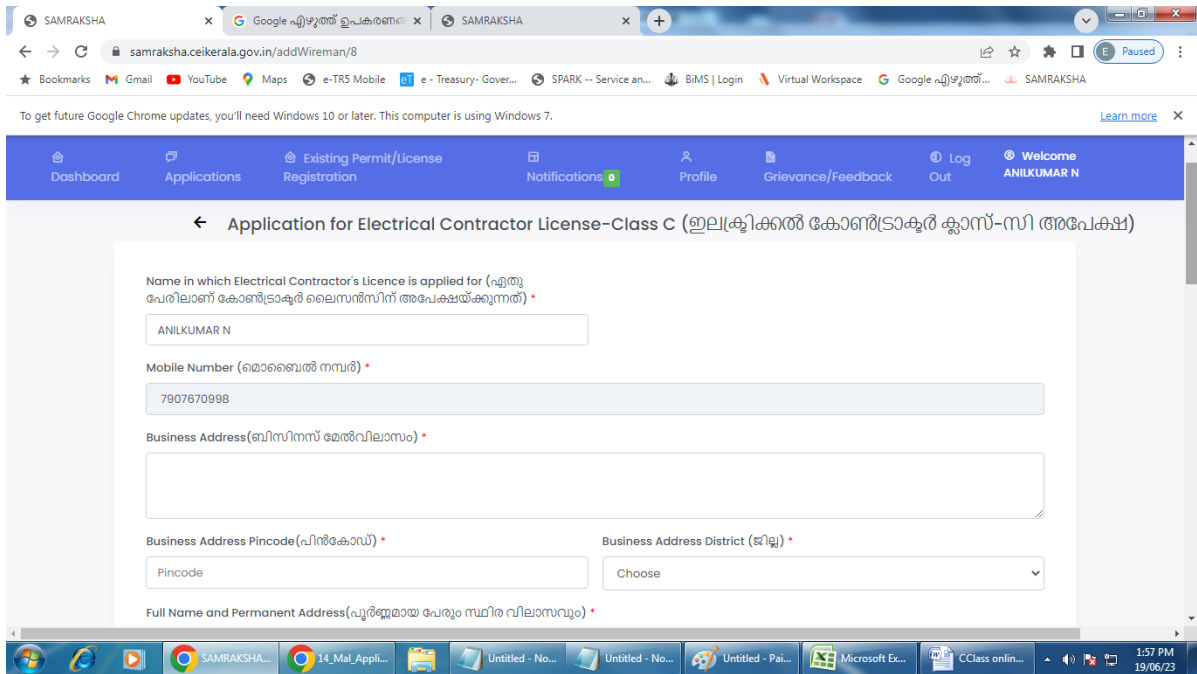 SAMRAKSHA
Google എഴുത്ത് ഉപകരണങ്
SAMRAKSHA
samraksha.ceikerala.gov.in/addWireman/8
E Paused
Bookmarks
Gmail
YouTube
Maps
e-TR5 Mobile
eT e - Treasury- Gover...
SPARK -- Service an...
BiMS | Login
Virtual Workspace
Google എഴുത്ത്...
SAMRAKSHA
To get future Google Chrome updates, you'll need Windows 10 or later. This computer is using Windows 7.
Learn more
Dashboard
Applications
Existing Permit/License
Registration
Notifications 0
Profile
Grievance/Feedback
Log
Out
Welcome
ANILKUMAR N
Application for Electrical Contractor License-Class C (ഇലക്ട്രിക്കൽ കോൺട്രാക്ടർ ക്ലാസ്-സി അപേക്ഷ)
Name in which Electrical Contractor's Licence is applied for (ഏതു
പേരിലാണ് കോൺട്രാക്ടർ ലൈസൻസിന് അപേക്ഷയ്ക്കുന്നത്) *
ANILKUMAR N
Mobile Number (മൊബൈൽ നമ്പർ) *
7907670998
Business Address(ബിസിനസ് മേൽവിലാസം) *
Business Address Pincode(പിൻകോഡ്) *
Business Address District (ജില്ല) *
Pincode
Choose
Full Name and Permanent Address(പൂർണ്ണമായ പേരും സ്ഥിര വിലാസവും) *
SAMRAKSHA...
14_Mal_Appli...
Untitled - No...
Untitled - No...
Untitled - Pai...
Microsoft Ex...
CClass onlin...
1:57 PM
19/06/23